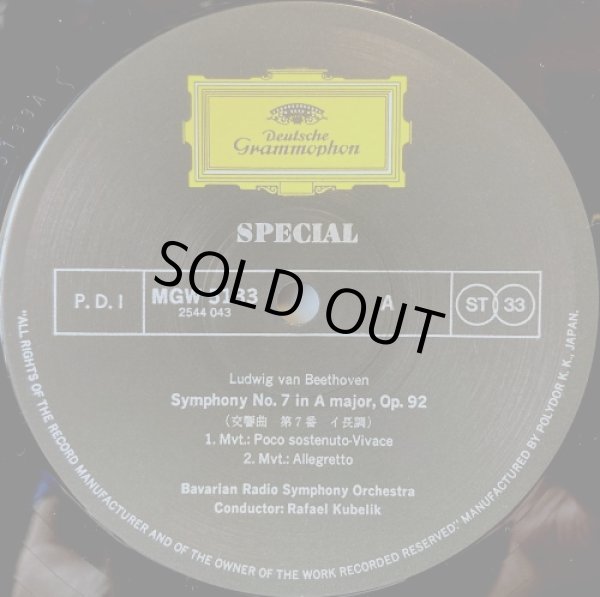 Deutsche
Grammophon
SPECIAL
SOLD OUT
P. D. I
MGW 5183
2544 043
A
ST 33
Ludwig van Beethoven
Symphony No. 7 in A major, Op. 92
(交響曲 第7番 イ長調)
1. Mvt.: Poco sostenuto-Vivace
2. Mvt.: Allegretto
Bavarian Radio Symphony Orchestra
Conductor: Rafael Kubelik
"ALL RIGHTS OF THE RECORD MANUFACTURER AND OF THE OWNER OF THE WORK RECORDED RESERVED." MANUFACTURED BY POLYDOR K. K., JAPAN.